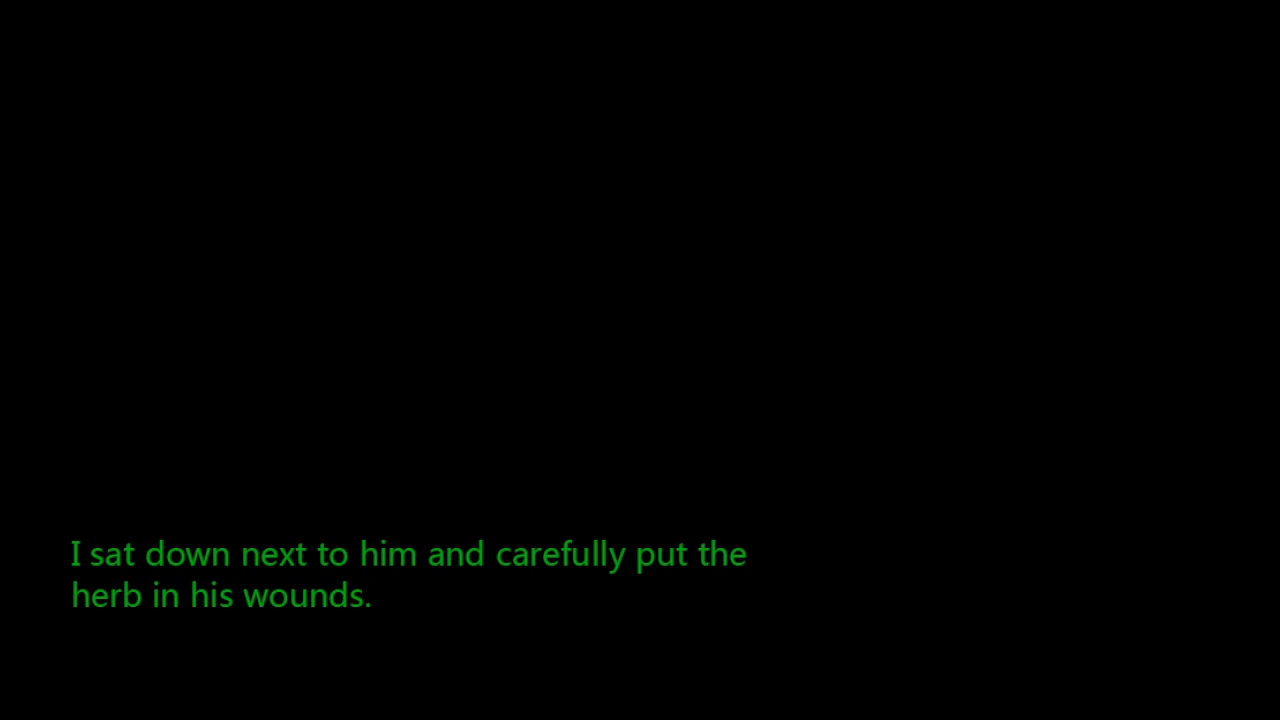 I sat down next to him and carefully put the
herb in his wounds.